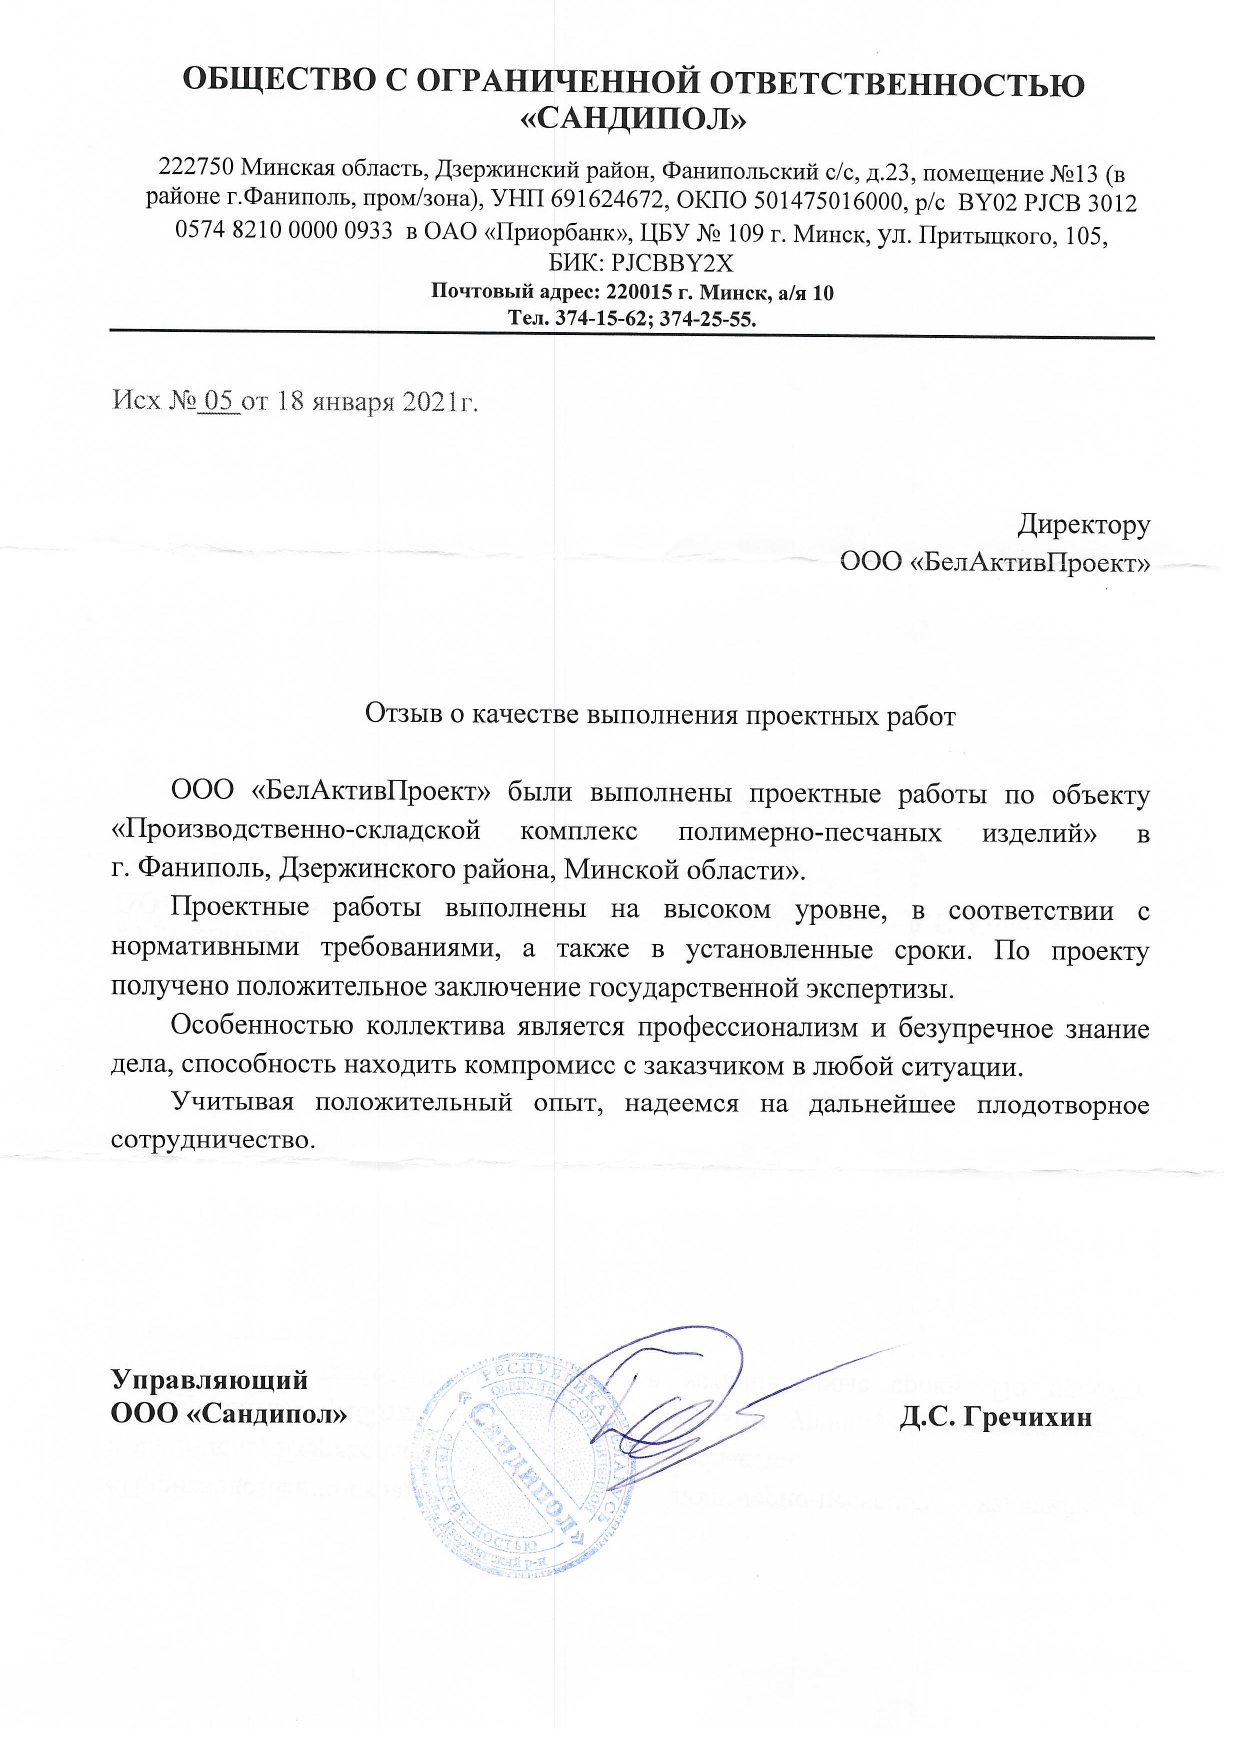 ОБЩЕСТВО С ОГРАНИЧЕННОЙ ОТВЕТСТВЕННОСТЬЮ
«САНДИПОЛ»
222750 Минская область, Дзержинский район, Фанипольский с/с, д.23, помещение №13 (в
районе г.Фаниполь, пром/зона), УНП 691624672, ОКПО 501475016000, р/с BY02 PJCB 3012
0574 8210 0000 0933 в ОАО «Приорбанк», ЦБУ № 109 г. Минск, ул. Притыцкого, 105,
БИК: PJCBBY2X
Почтовый адрес: 220015 г. Минск, а/я 10
Тел. 374-15-62; 374-25-55.
Исх № 05 от 18 января 2021г.
Директору
ООО «БелАктивПроект»
Отзыв о качестве выполнения проектных работ
ООО «БелАктивПроект» были выполнены проектные работы по объекту
«Производственно-складской комплекс полимерно-песчаных изделий» в
г. Фаниполь, Дзержинского района, Минской области».
Проектные работы выполнены на высоком уровне, в соответствии с
нормативными требованиями, а также в установленные сроки. По проекту
получено положительное заключение государственной экспертизы.
Особенностью коллектива является профессионализм и безупречное знание
дела, способность находить компромисс с заказчиком в любой ситуации.
Учитывая положительный опыт, надеемся на дальнейшее плодотворное
сотрудничество.
Управляющий
ООО «Сандипол»
Д.С. Гречихин
РЕСПУБЛИКА БЕЛАРУСЬ
ОБЩЕСТВО С ОГРАНИЧЕННОЙ
ОТВЕТСТВЕННОСТЬЮ
«Сандипол»
Дзержинский р-н